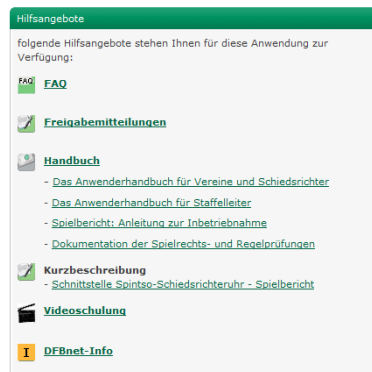 Hilfsangebote
folgende Hilfsangebote stehen Ihnen für diese Anwendung zur
Verfügung:
FAQ FAQ
Freigabemitteilungen
Handbuch
- Das Anwenderhandbuch für Vereine und Schiedsrichter
- Das Anwenderhandbuch für Staffelleiter
- Spielbericht: Anleitung zur Inbetriebnahme
- Dokumentation der Spielrechts- und Regelprüfungen
Kurzbeschreibung
- Schnittstelle Spintso-Schiedsrichteruhr - Spielbericht
Videoschulung
I DFBnet-Info